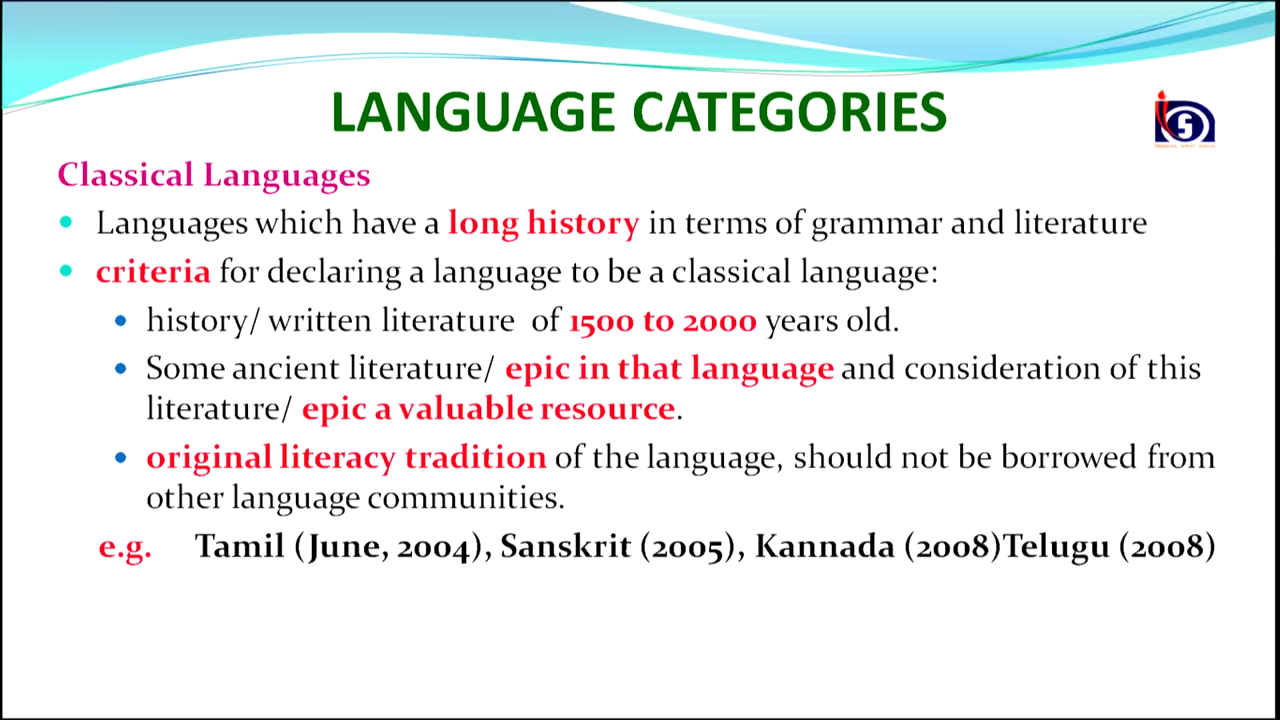 LANGUAGE CATEGORIES
Classical Languages
• Languages which have a long history in terms of grammar and literature
• criteria for declaring a language to be a classical language:
• history/ written literature of 1500 to 2000 years old.
• Some ancient literature/ epic in that language and consideration of this
literature/ epic a valuable resource.
• original literacy tradition of the language, should not be borrowed from
other language communities.
e.g. Tamil (June, 2004), Sanskrit (2005), Kannada (2008)Telugu (2008)